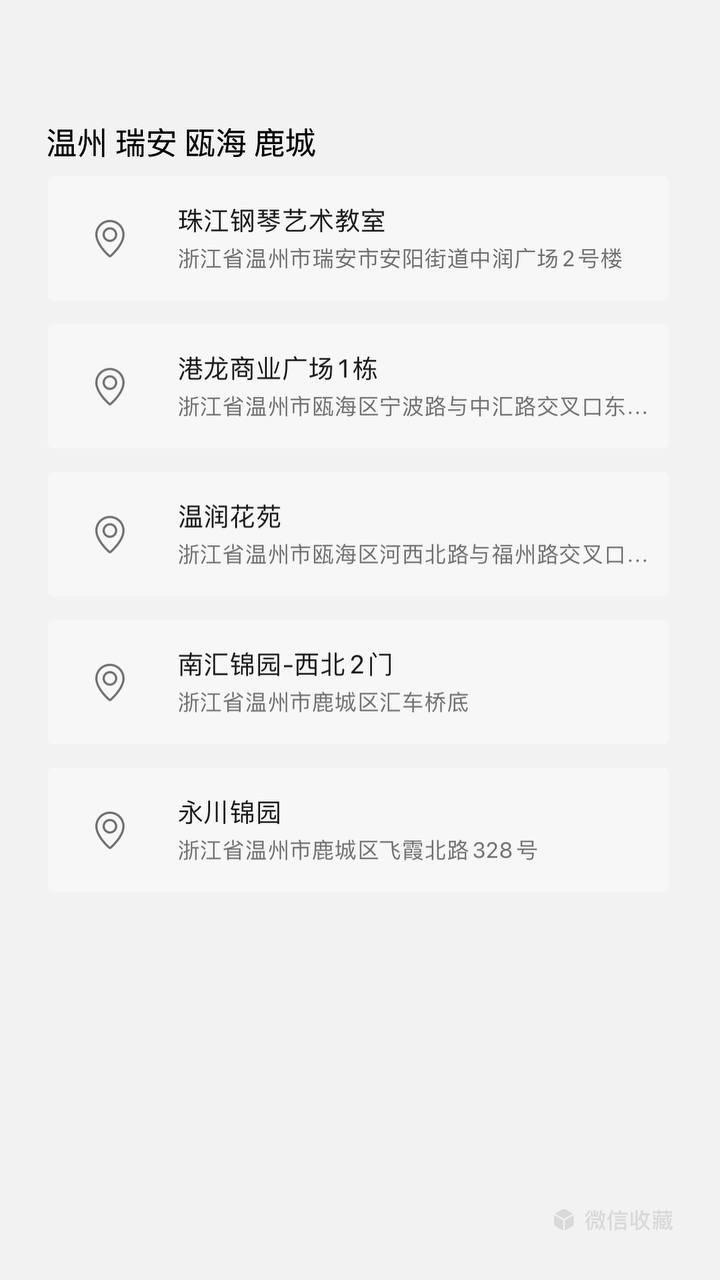 温州 瑞安 瓯海 鹿城
珠江钢琴艺术教室
浙江省温州市瑞安市安阳街道中润广场2号楼
港龙商业广场1栋
浙江省温州市瓯海区宁波路与中汇路交叉口东...
温润花苑
浙江省温州市瓯海区河西北路与福州路交叉口...
南汇锦园-西北2门
浙江省温州市鹿城区汇车桥底
永川锦园
浙江省温州市鹿城区飞霞北路328号
微信收藏